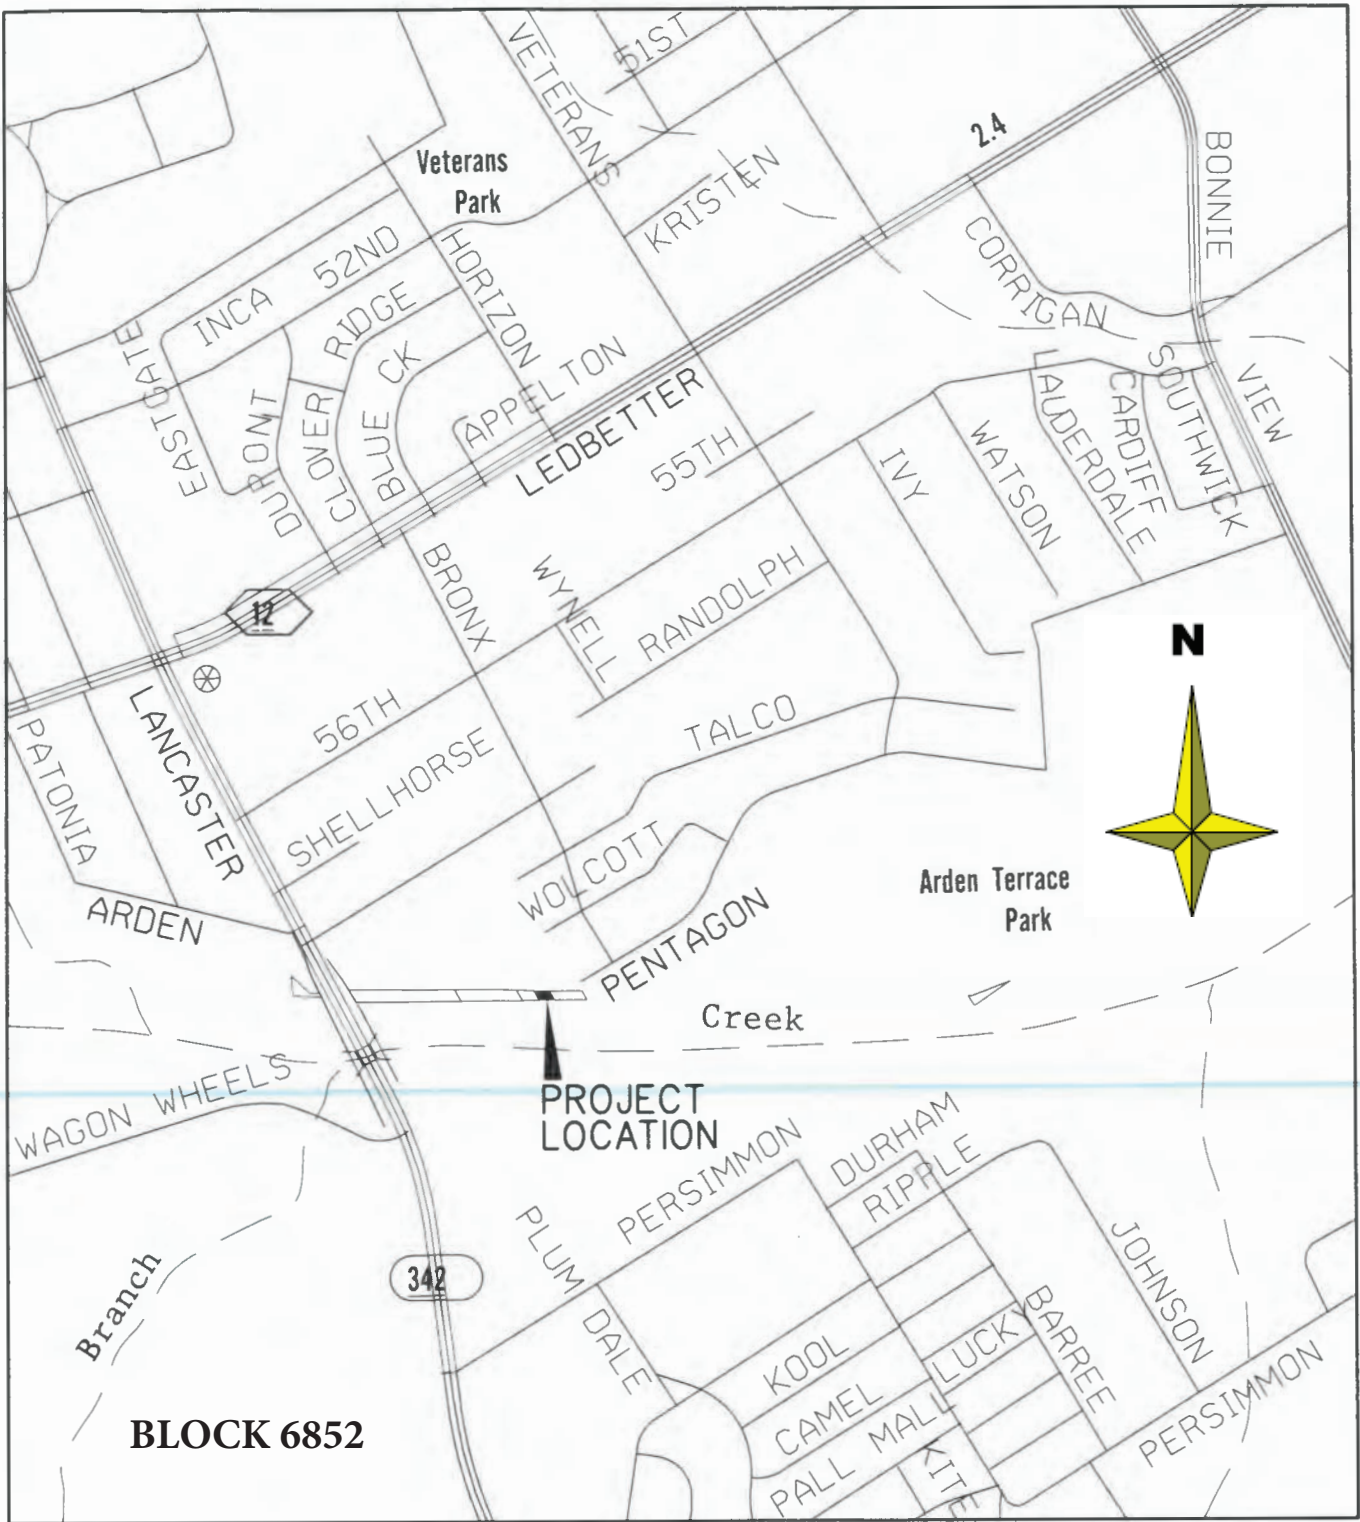 VETERANS
51ST
2.4
BONNIE
Veterans
Park
KRISTEN
52ND
HORIZON
CORRIGAN
INCA
RIDGE
EASTGATE
CK
APPELTON
SOUTHWICK
VIEW
DUPONT
CLOVER
BLUE
LEDBETTER
LAUDERDALE
CARDIFF
55TH
IVY
WATSON
BRONX
WYNELL
RANDOLPH
12
N
LANCASTER
56TH
TALCO
PATONIA
SHELLHORSE
WOLCOTT
Arden Terrace
Park
ARDEN
PENTAGON
Creek
WAGON WHEELS
PROJECT
LOCATION
PERSIMMON
DURHAM
RIPPLE
PLUM DALE
JOHNSON
Branch
342
BARREE
LUCKY
KOOL
CAMEL
PALL MALL
KITE
PERSIMMON
BLOCK 6852